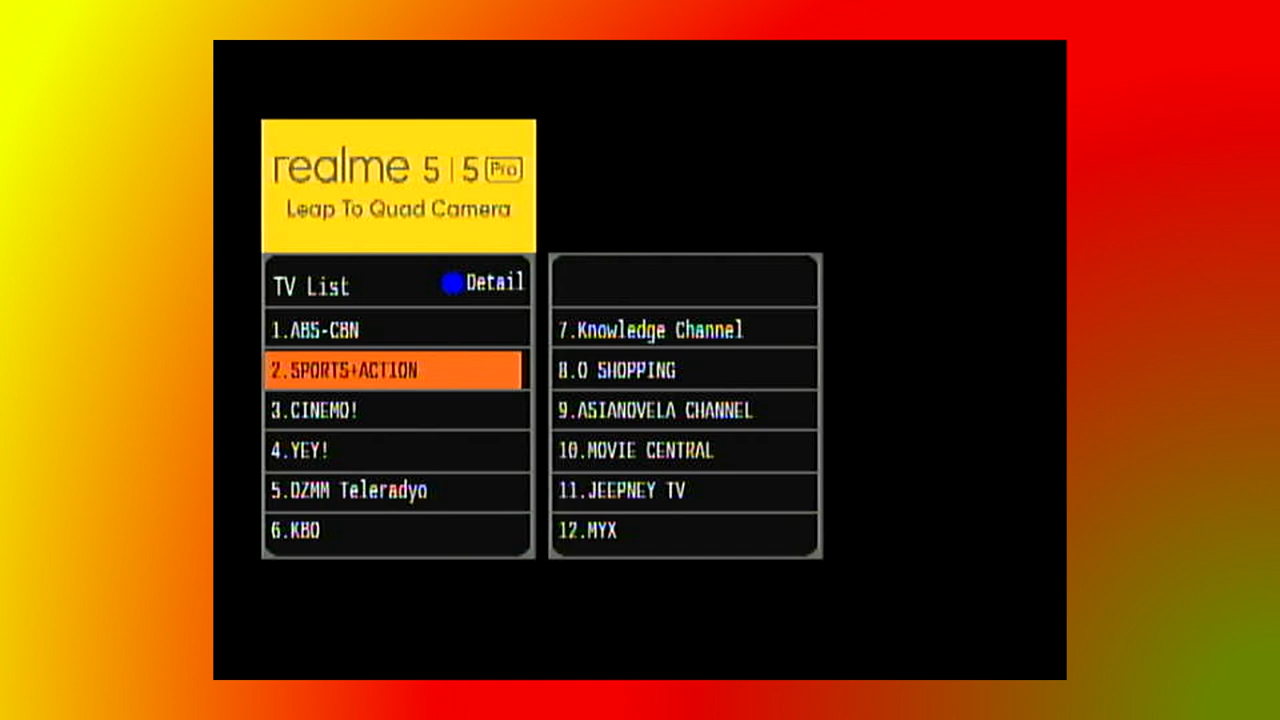 realme 5 | 5 Pro
Leap To Quad Camera
TV List Detail
1.ABS-CBN
2.SPORTS+ACTION
3.CINEMO!
4.YEY!
5.DZMM Teleradyo
6.KBO
7.Knowledge Channel
8.O SHOPPING
9.ASIANOVELA CHANNEL
10.MOVIE CENTRAL
11.JEEPNEY TV
12.MYX